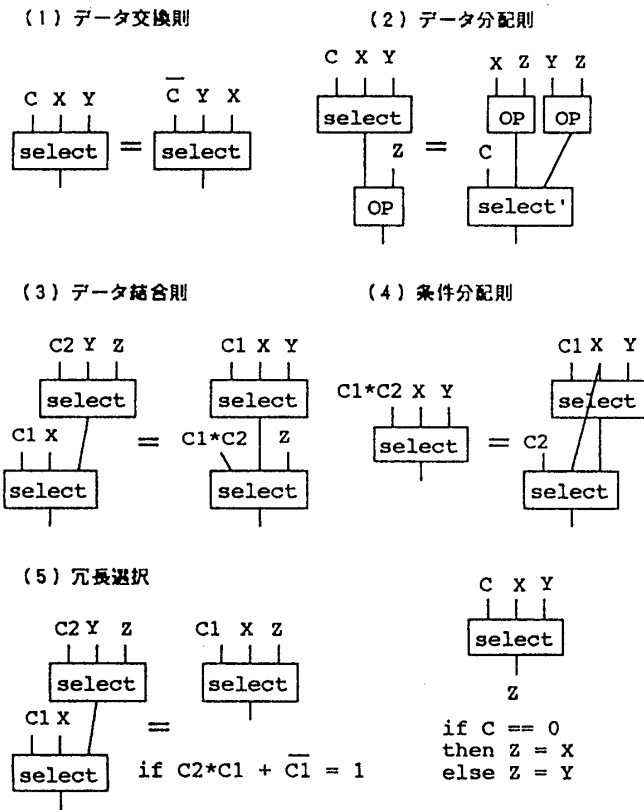 (1) データ交換則
(2) データ分配則
C X Y
select
=
C̅ Y X
select
C X Y
select
Z
OP
=
X Z Y Z
OP
OP
C
select'
(3) データ結合則
(4) 条件分配則
C2 Y Z
select
C1 X
select
=
C1 X Y
select
C1*C2
Z
select
C1*C2 X Y
select
=
C1 X Y
select
C2
select
(5) 冗長選択
C2 Y Z
select
C1 X
select
=
C1 X Z
select
if C2*C1 + C̅1̅ = 1
C X Y
select
Z
if C == 0
then Z = X
else Z = Y